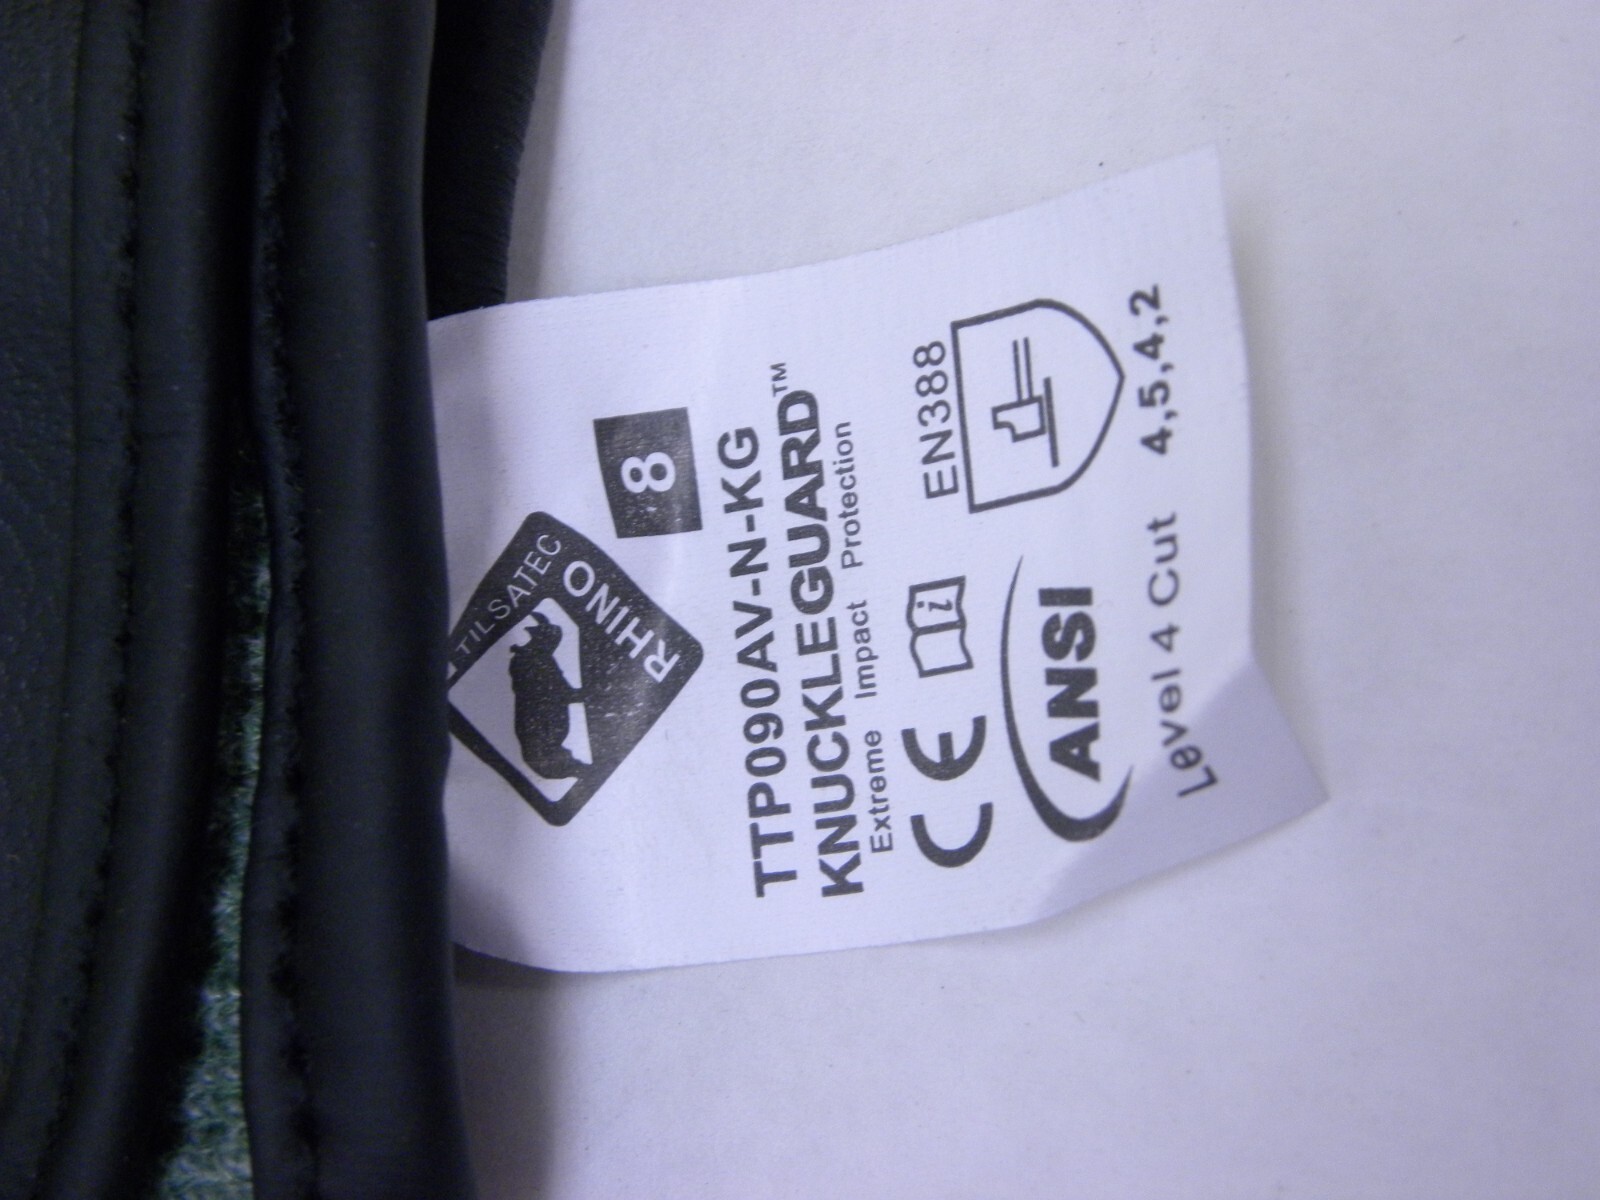 TILSATEC
RHINO
8
TTP090AV-N-KG
KNUCKLEGUARD™
Extreme Impact Protection
CE i EN388
ANSI
Level 4 Cut 4,5,4,2